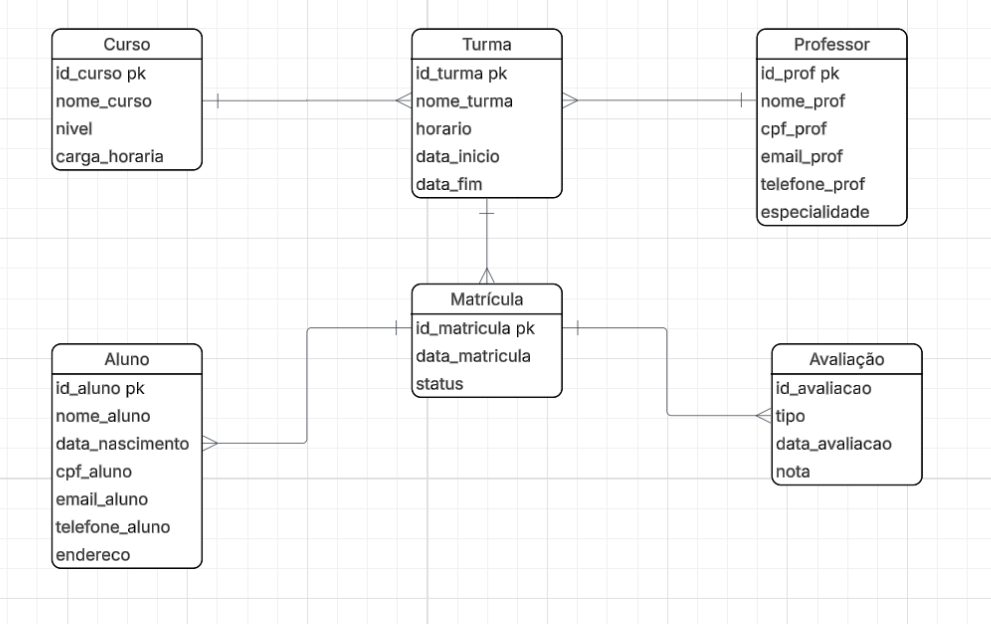 Curso
id_curso pk
nome_curso
nivel
carga_horaria
Turma
id_turma pk
nome_turma
horario
data_inicio
data_fim
Professor
id_prof pk
nome_prof
cpf_prof
email_prof
telefone_prof
especialidade
Matrícula
id_matricula pk
data_matricula
status
Aluno
id_aluno pk
nome_aluno
data_nascimento
cpf_aluno
email_aluno
telefone_aluno
endereco
Avaliação
id_avaliacao
tipo
data_avaliacao
nota